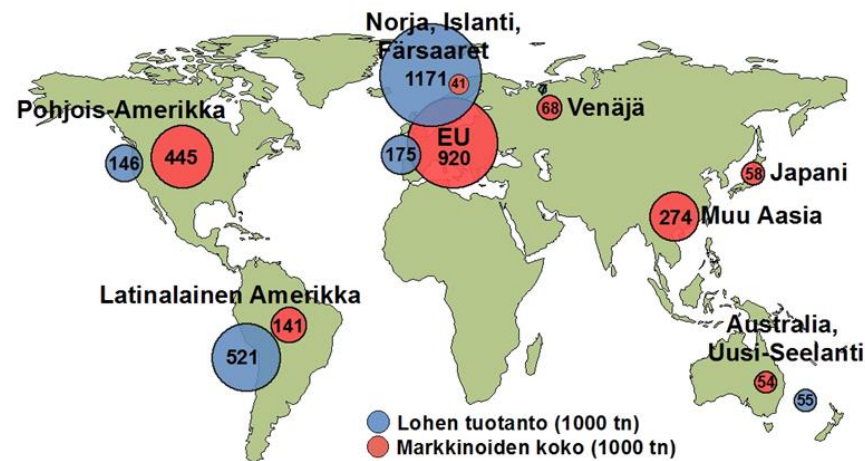 Norja, Islanti,
Färsaaret
1171
41
Pohjois-Amerikka
146
445
EU
920
175
68
Venäjä
58
Japani
274
Muu Aasia
Latinalainen Amerikka
141
521
Australia,
Uusi-Seelanti
54
55
Lohen tuotanto (1000 tn)
Markkinoiden koko (1000 tn)